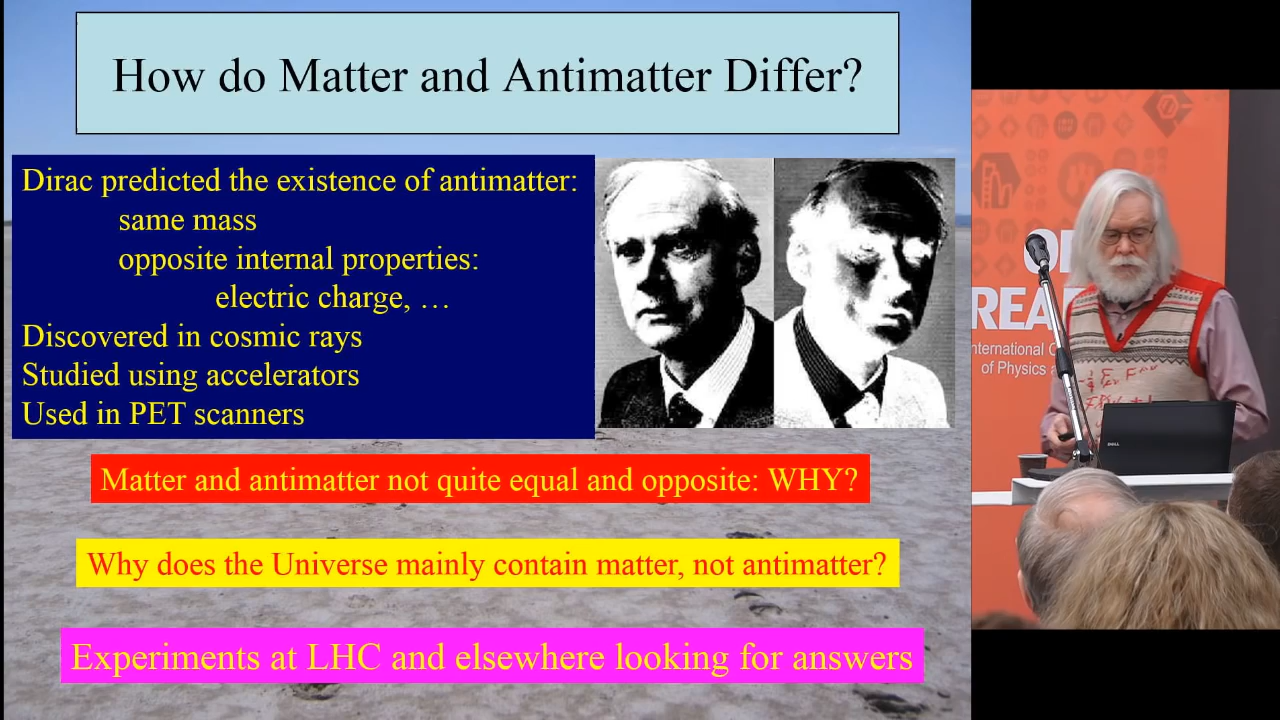 How do Matter and Antimatter Differ?
Dirac predicted the existence of antimatter:
same mass
opposite internal properties:
electric charge, …
Discovered in cosmic rays
Studied using accelerators
Used in PET scanners
Matter and antimatter not quite equal and opposite: WHY?
Why does the Universe mainly contain matter, not antimatter?
Experiments at LHC and elsewhere looking for answers
REA
nternational
of Physics
DELL